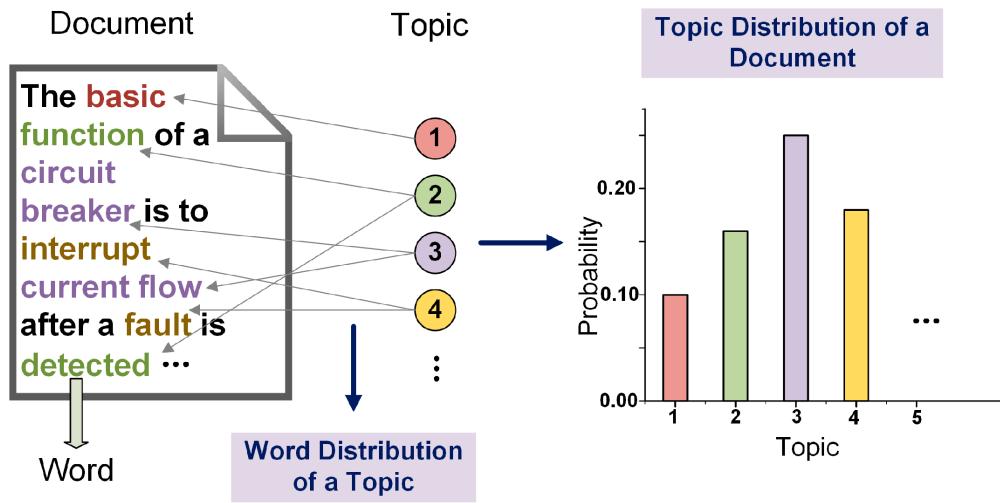 Document
The basic
function of a
circuit
breaker is to
interrupt
current flow
after a fault is
detected ...
Word
Topic
1
2
3
4
Word Distribution
of a Topic
Topic Distribution of a
Document
Probability
0.20
0.10
0.00
1 2 3 4 5
...
Topic